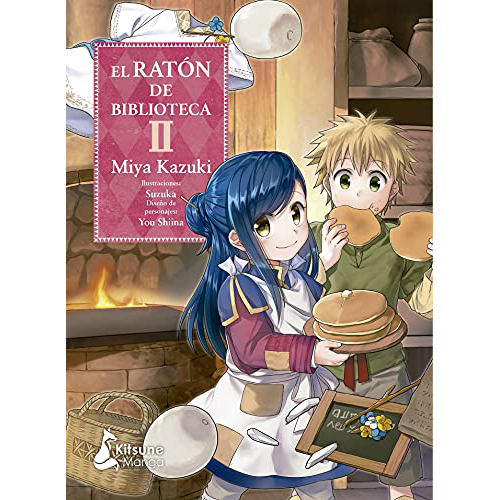 EL RATÓN
DE
BIBLIOTECA
II
Miya Kazuki
Ilustraciones:
Suzuka
Diseño de
personajes:
You Shiina
Kitsune
Manga